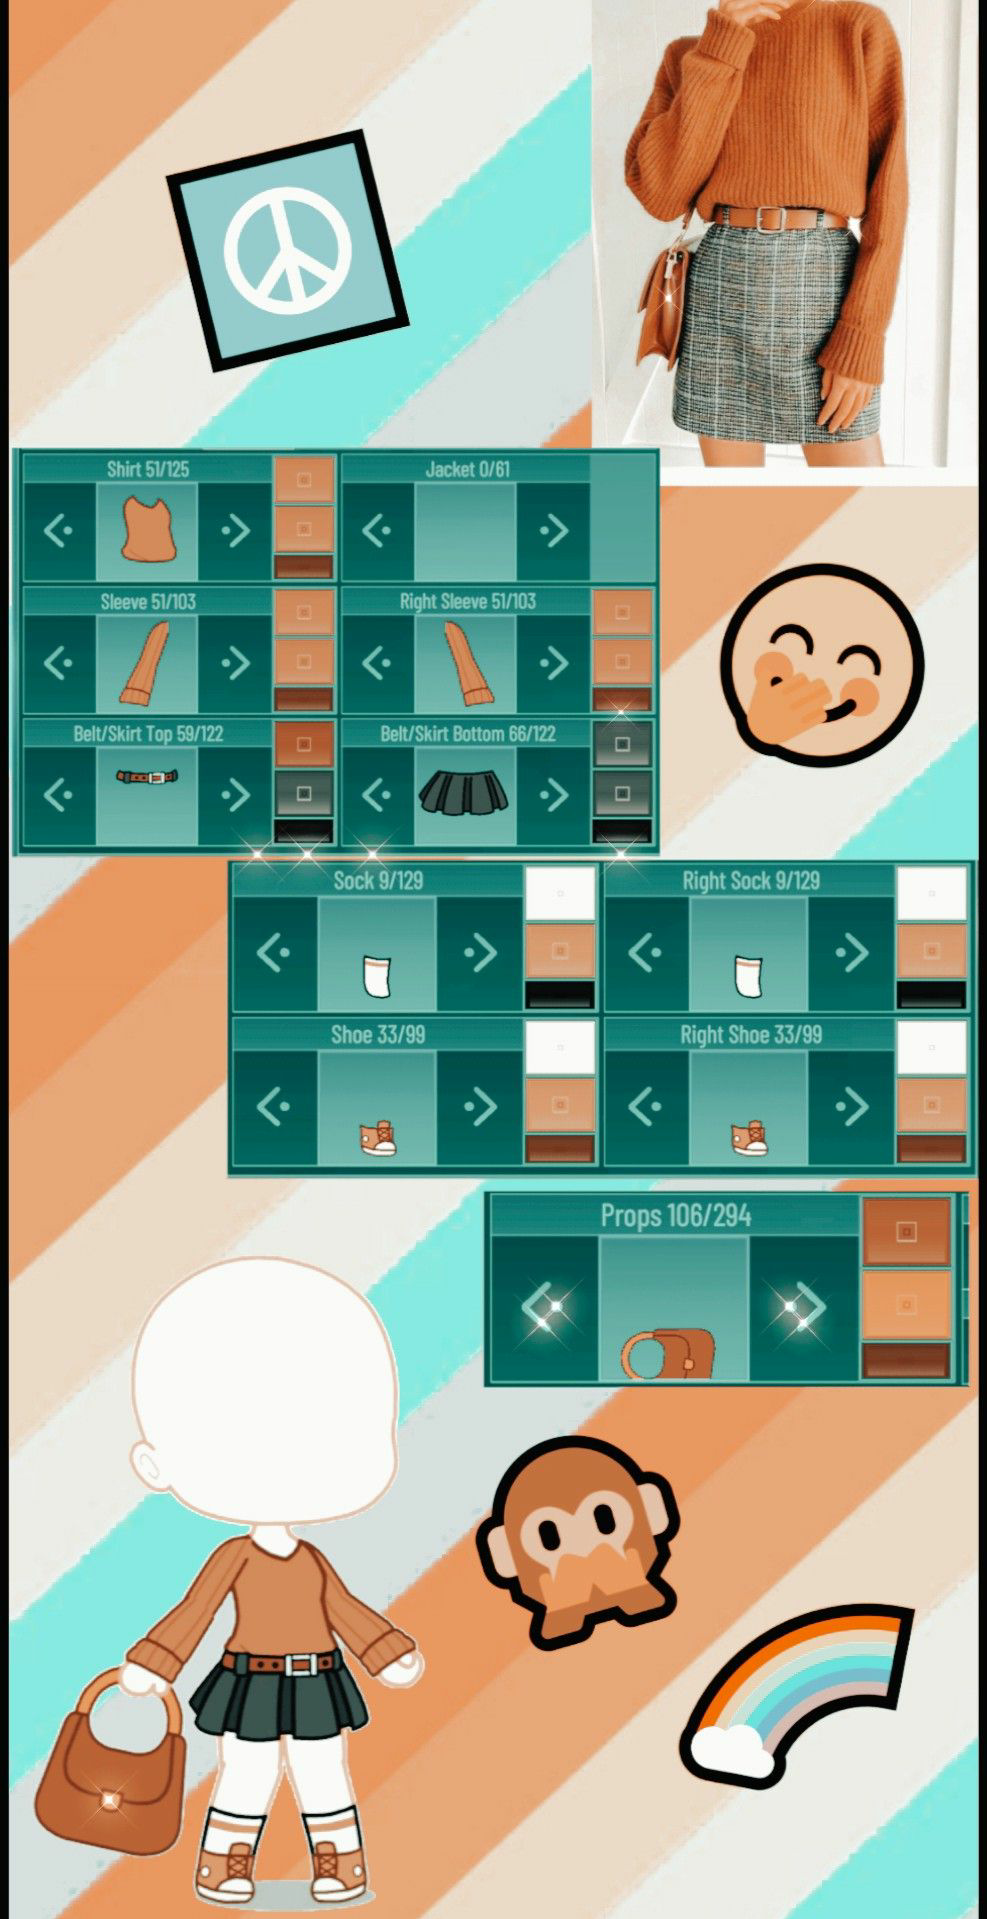 Shirt 51/125
Jacket 0/61
Sleeve 51/103
Right Sleeve 51/103
Belt/Skirt Top 59/122
Belt/Skirt Bottom 66/122
Sock 9/129
Right Sock 9/129
Shoe 33/99
Right Shoe 33/99
Props 106/294